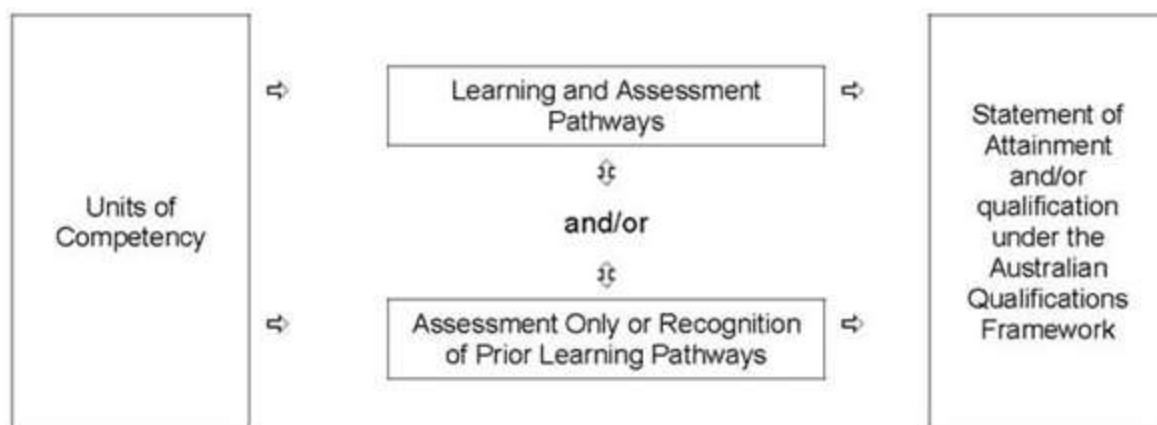 Units of
Competency
Learning and Assessment
Pathways
and/or
Assessment Only or Recognition
of Prior Learning Pathways
Statement of
Attainment
and/or
qualification
under the
Australian
Qualifications
Framework